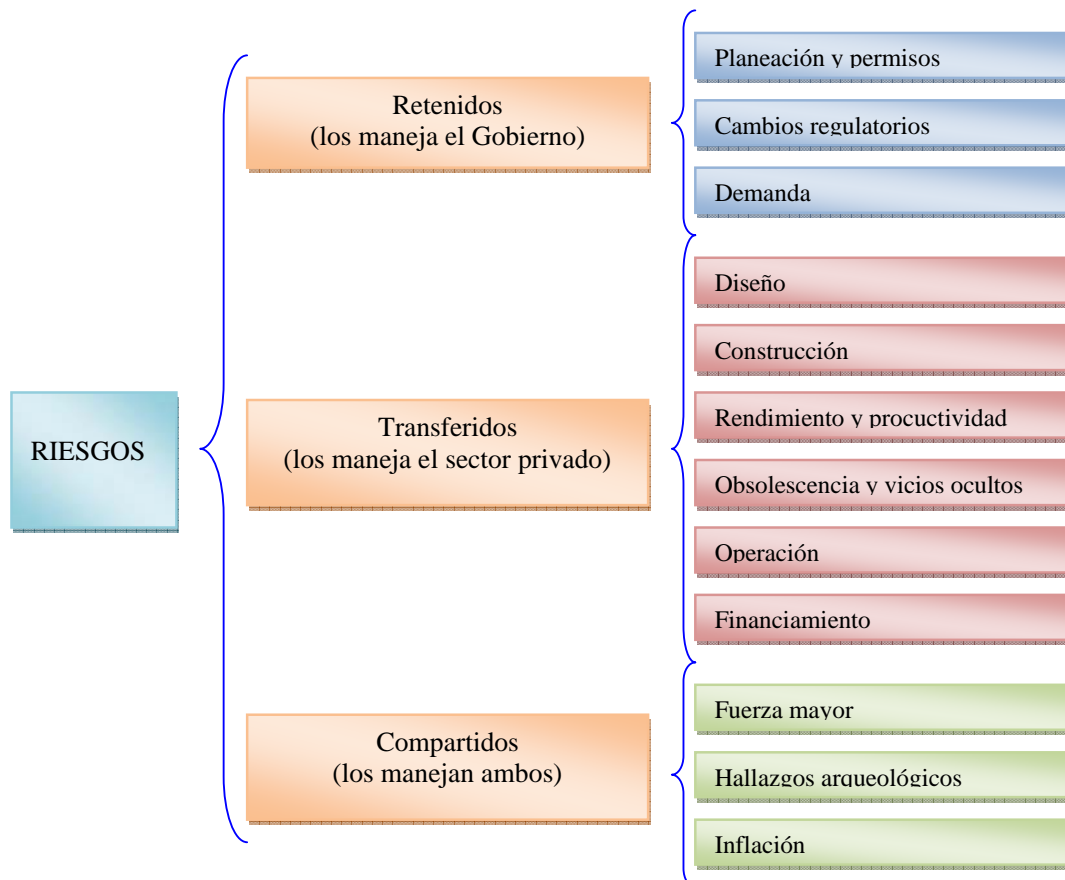 RIESGOS
Retenidos
(los maneja el Gobierno)
Planeación y permisos
Cambios regulatorios
Demanda
Transferidos
(los maneja el sector privado)
Diseño
Construcción
Rendimiento y procuctividad
Obsolescencia y vicios ocultos
Operación
Financiamiento
Compartidos
(los manejan ambos)
Fuerza mayor
Hallazgos arqueológicos
Inflación